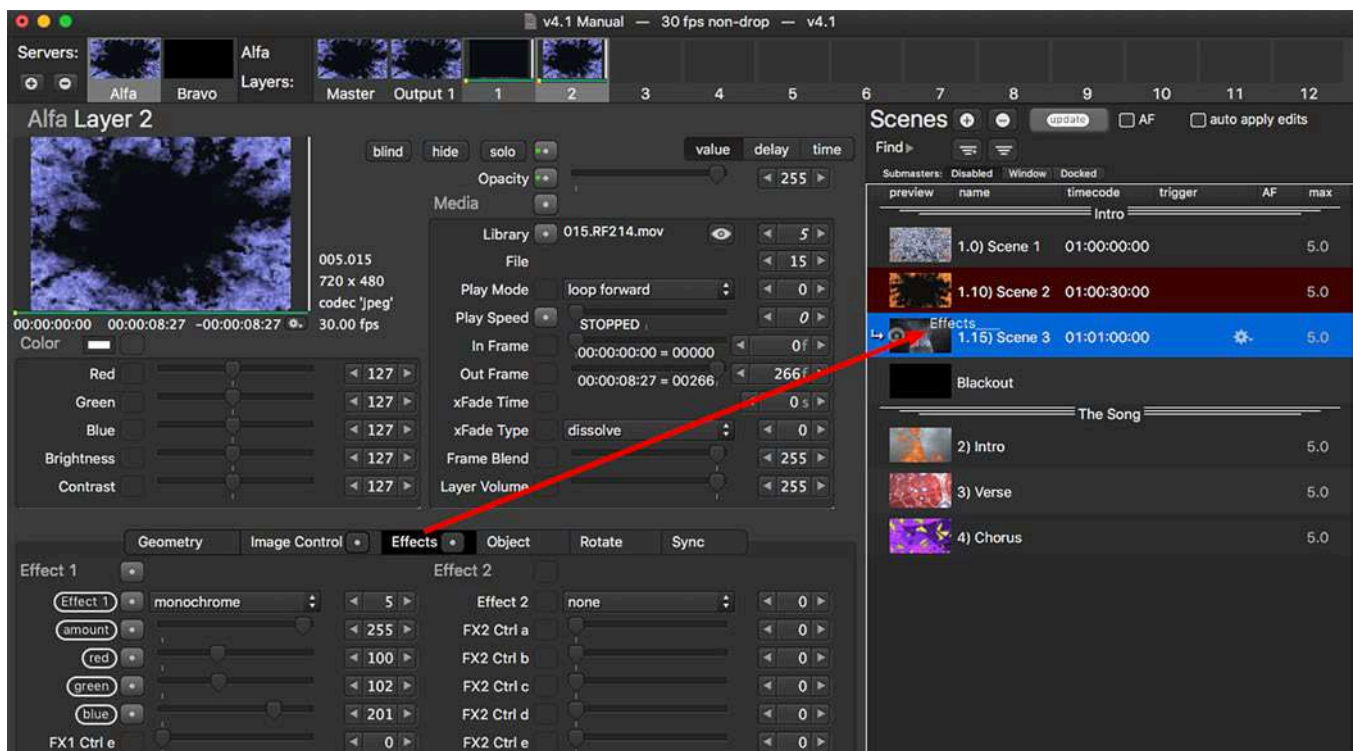 v4.1 Manual — 30 fps non-drop — v4.1
Servers:
Alfa
Bravo
Alfa
Layers:
Master
Output 1
1
2
3
4
5
6
7
8
9
10
11
12
Alfa Layer 2
blind
hide
solo
value
delay
time
Opacity
255
Media
005.015
720 x 480
codec 'jpeg'
30.00 fps
00:00:00:00
00:00:08:27
-00:00:08:27
Library
015.RF214.mov
5
File
15
Play Mode
loop forward
0
Play Speed
STOPPED
0
In Frame
00:00:00:00 = 00000
0f
Out Frame
00:00:08:27 = 00266
266f
xFade Time
0 s
xFade Type
dissolve
0
Frame Blend
255
Layer Volume
255
Color
Red
127
Green
127
Blue
127
Brightness
127
Contrast
127
Geometry
Image Control
Effects
Object
Rotate
Sync
Effect 1
Effect 1
monochrome
5
amount
255
red
100
green
102
blue
201
FX1 Ctrl e
0
Effect 2
Effect 2
none
0
FX2 Ctrl a
0
FX2 Ctrl b
0
FX2 Ctrl c
0
FX2 Ctrl d
0
FX2 Ctrl e
0
Scenes
update
AF
auto apply edits
Find
Submasters: Disabled Window Docked
preview name timecode trigger AF max
Intro
1.0) Scene 1 01:00:00:00 5.0
1.10) Scene 2 01:00:30:00 5.0
Effects
1.15) Scene 3 01:01:00:00 5.0
Blackout
The Song
2) Intro 5.0
3) Verse 5.0
4) Chorus 5.0